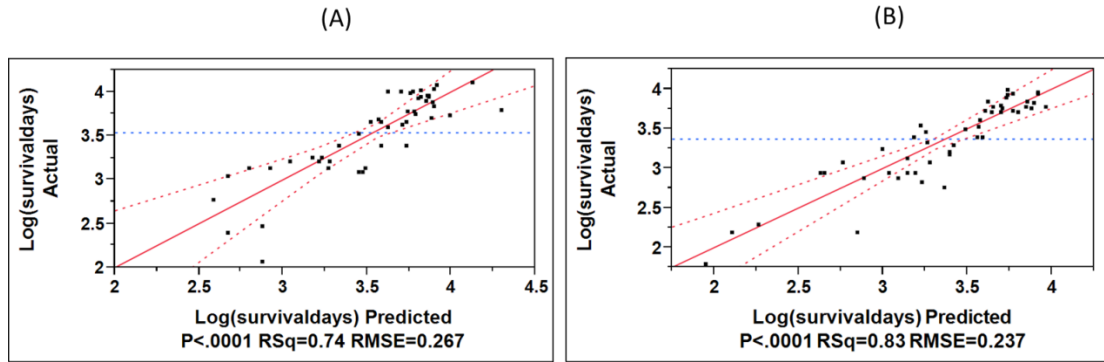 (A)
Log(survivaldays)
Actual
4
3.5
3
2.5
2
2 2.5 3 3.5 4 4.5
Log(survivaldays) Predicted
P<.0001 RSq=0.74 RMSE=0.267
(B)
Log(survivaldays)
Actual
4
3.5
3
2.5
2
2 2.5 3.0 3.5 4.0
Log(survivaldays) Predicted
P<.0001 RSq=0.83 RMSE=0.237